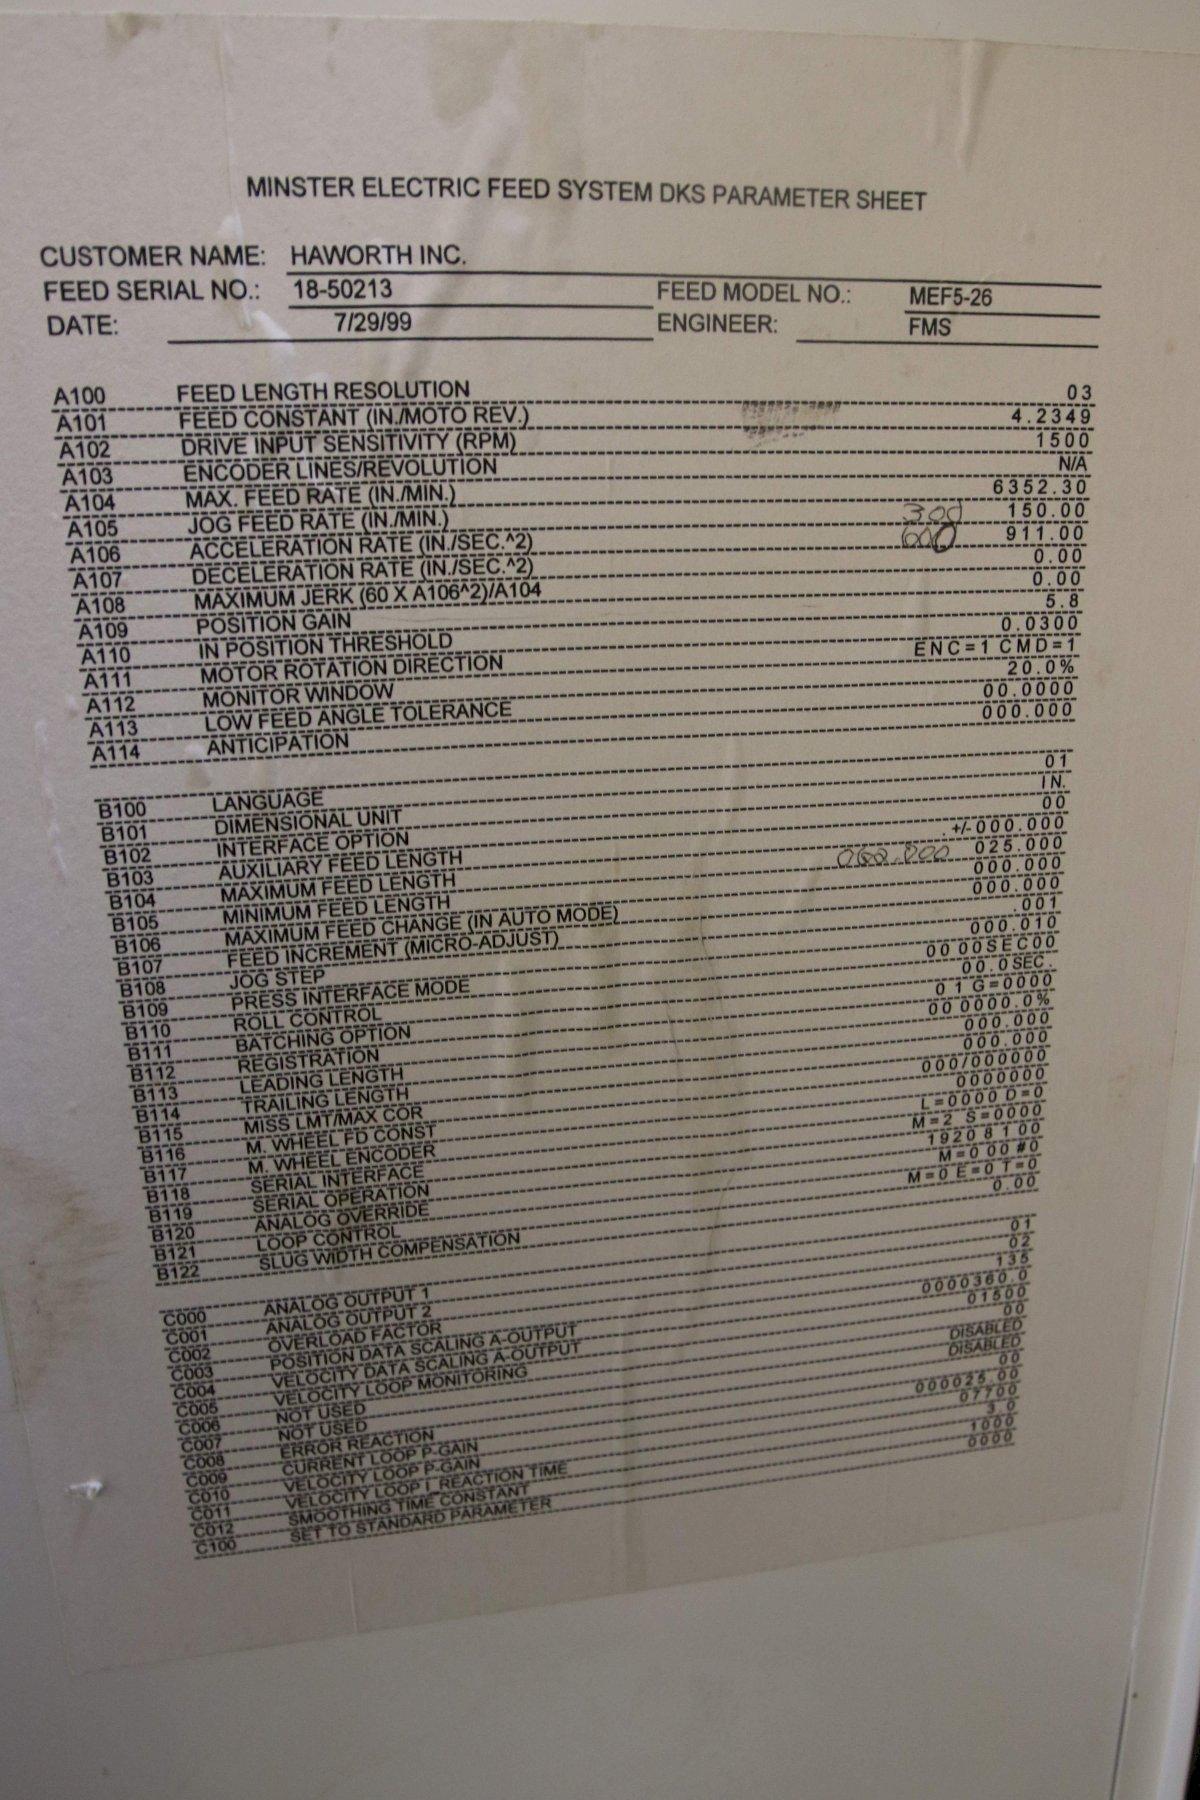 MINSTER ELECTRIC FEED SYSTEM DKS PARAMETER SHEET
CUSTOMER NAME: HAWORTH INC.
FEED SERIAL NO.: 18-50213 FEED MODEL NO.: MEF5-26
DATE: 7/29/99 ENGINEER: FMS
A100 FEED LENGTH RESOLUTION 03
A101 FEED CONSTANT (IN./MOTO REV.) 4.2349
A102 DRIVE INPUT SENSITIVITY (RPM) 1500
A103 ENCODER LINES/REVOLUTION N/A
A104 MAX. FEED RATE (IN./MIN.) 6352.30
A105 JOG FEED RATE (IN./MIN.) 300 150.00
A106 ACCELERATION RATE (IN./SEC.^2) 600 911.00
A107 DECELERATION RATE (IN./SEC.^2) 0.00
A108 MAXIMUM JERK (60 X A106^2)/A104 0.00
A109 POSITION GAIN 5.8
A110 IN POSITION THRESHOLD 0.0300
A111 MOTOR ROTATION DIRECTION ENC=1 CMD=1
A112 MONITOR WINDOW 20.0%
A113 LOW FEED ANGLE TOLERANCE 00.0000
A114 ANTICIPATION 000.000
B100 LANGUAGE 01
B101 DIMENSIONAL UNIT IN.
B102 INTERFACE OPTION 00
B103 AUXILIARY FEED LENGTH +/-000.000
B104 MAXIMUM FEED LENGTH 060.000 025.000
B105 MINIMUM FEED LENGTH 000.000
B106 MAXIMUM FEED CHANGE (IN AUTO MODE) 000.000
B107 FEED INCREMENT (MICRO-ADJUST) .001
B108 JOG STEP 000.010
B109 PRESS INTERFACE MODE 00 00SEC00
B110 ROLL CONTROL 00.0SEC.
B111 BATCHING OPTION 0 1 G=0000
B112 REGISTRATION 00 0000.0%
B113 LEADING LENGTH 000.000
B114 TRAILING LENGTH 000.000
B115 MISS LMT/MAX COR 000/000000
B116 M. WHEEL FD CONST 0000000
B117 M. WHEEL ENCODER L=0000 D=0
B118 SERIAL INTERFACE M=2 S=0000
B119 SERIAL OPERATION 19208100
B120 ANALOG OVERRIDE M=0 00 #0
B121 LOOP CONTROL M=0 E=0 T=0
B122 SLUG WIDTH COMPENSATION 0.00
C000 ANALOG OUTPUT 1 01
C001 ANALOG OUTPUT 2 02
C002 OVERLOAD FACTOR 135
C003 POSITION DATA SCALING A-OUTPUT 0000360.0
C004 VELOCITY DATA SCALING A-OUTPUT 01500
C005 VELOCITY LOOP MONITORING 00
C006 NOT USED DISABLED
C007 NOT USED DISABLED
C008 ERROR REACTION 00
C009 CURRENT LOOP P-GAIN 000025.00
C010 VELOCITY LOOP P-GAIN 07700
C011 VELOCITY LOOP I REACTION TIME 3.0
C012 SMOOTHING TIME CONSTANT 1000
C100 SET TO STANDARD PARAMETER 0000